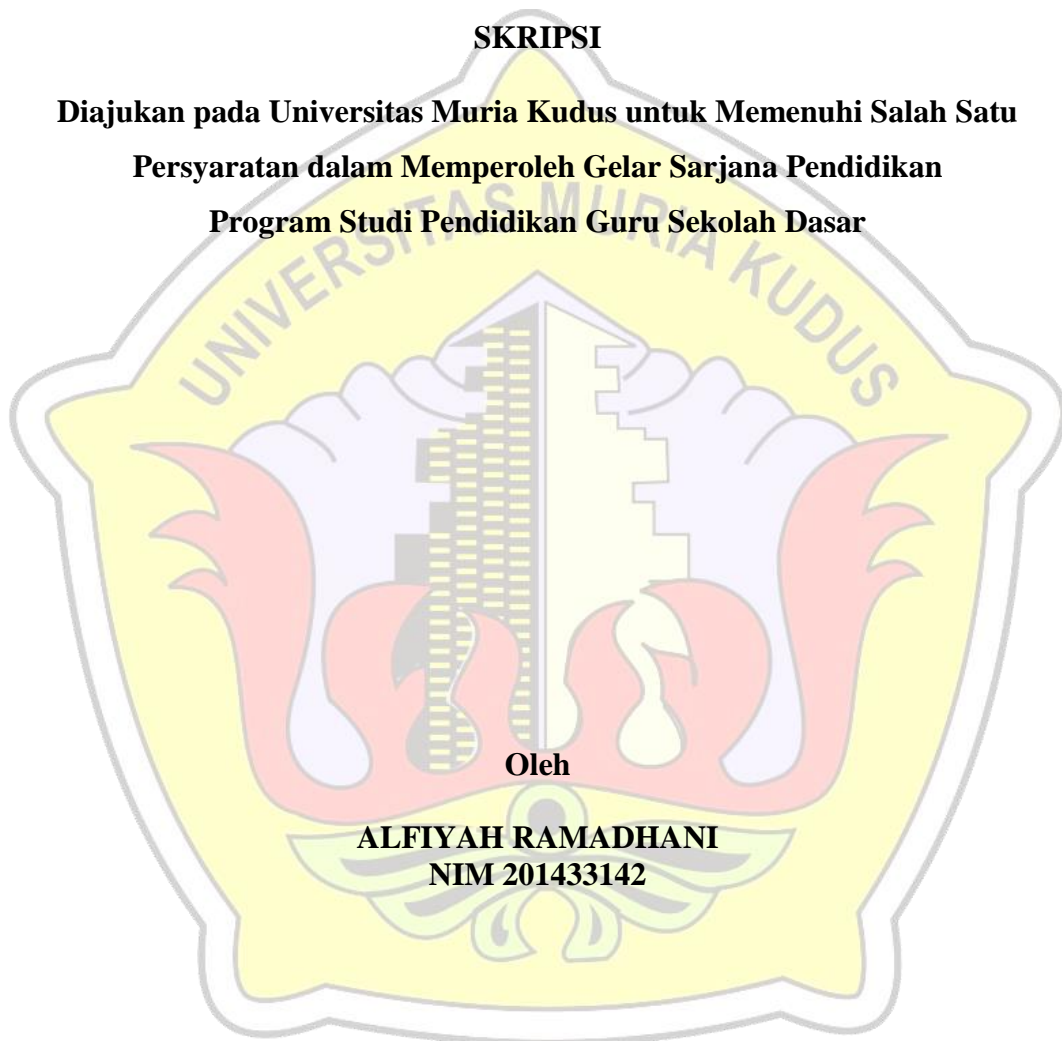 SKRIPSI
Diajukan pada Universitas Muria Kudus untuk Memenuhi Salah Satu
Persyaratan dalam Memperoleh Gelar Sarjana Pendidikan
Program Studi Pendidikan Guru Sekolah Dasar
UNIVERSITAS MURIA KUDUS
Oleh
ALFIYAH RAMADHANI
NIM 201433142